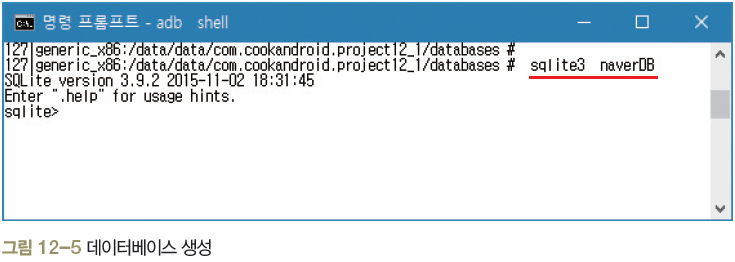 명령 프롬프트 - adb shell
127|generic_x86:/data/data/com.cookandroid.project12_1/databases #
127|generic_x86:/data/data/com.cookandroid.project12_1/databases # sqlite3 naverDB
SQLite version 3.9.2 2015-11-02 18:31:45
Enter ".help" for usage hints.
sqlite>
그림 12-5 데이터베이스 생성